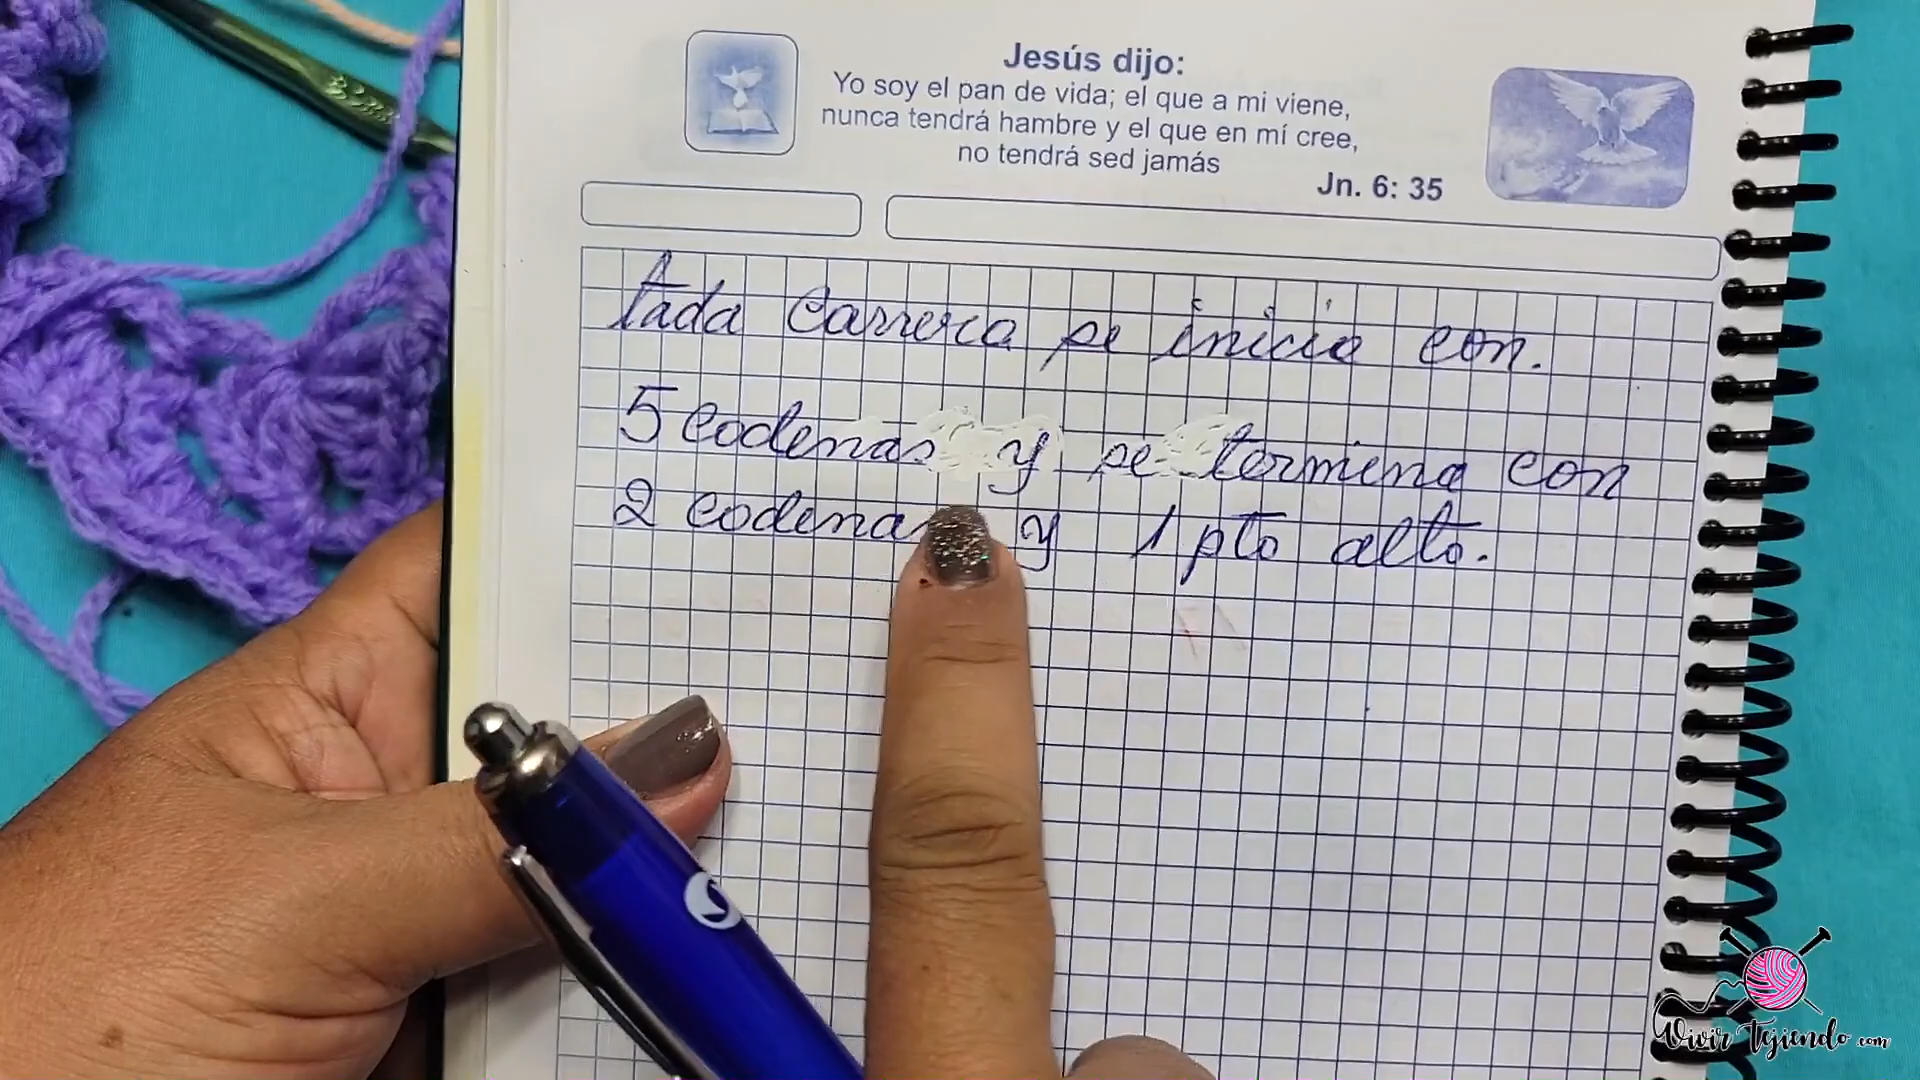 Jesús dijo:
Yo soy el pan de vida; el que a mi viene,
nunca tendrá hambre y el que en mí cree,
no tendrá sed jamás
Jn. 6: 35
tada carrera se inicia con.
5 cadenas y se termina con
2 cadenas y 1 pto alto.
Vivir Tejiendo.com